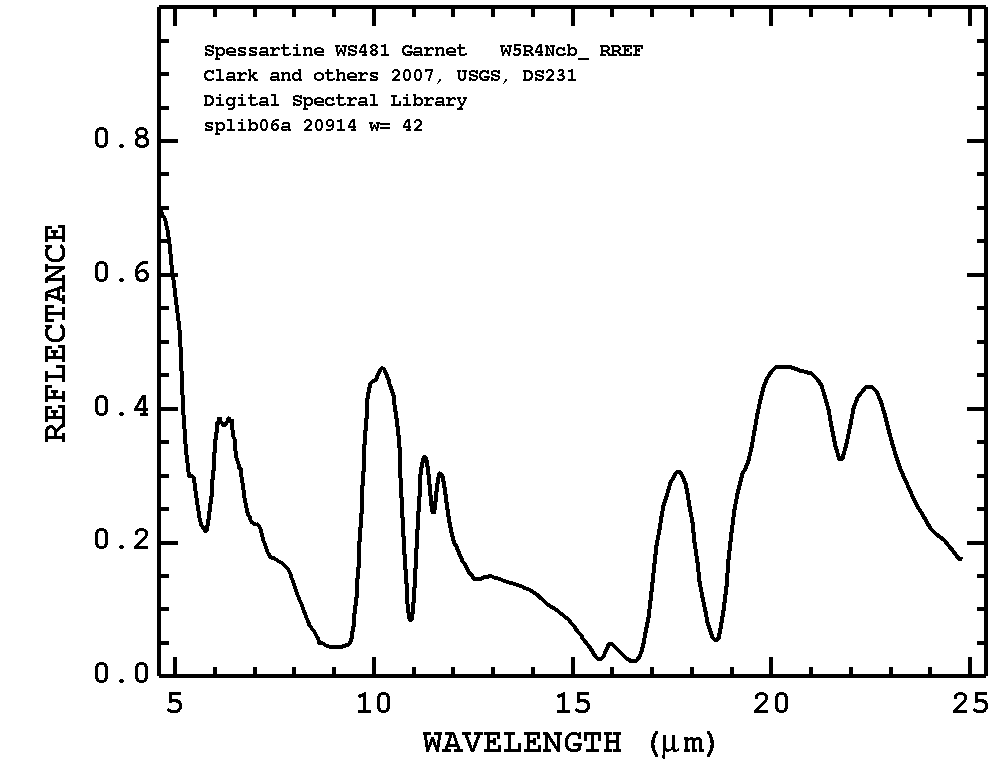 Spessartine WS481 Garnet W5R4Ncb_ RREF
Clark and others 2007, USGS, DS231
Digital Spectral Library
splib06a 20914 w= 42
REFLECTANCE
0.8
0.6
0.4
0.2
0.0
5 10 15 20 25
WAVELENGTH (μm)